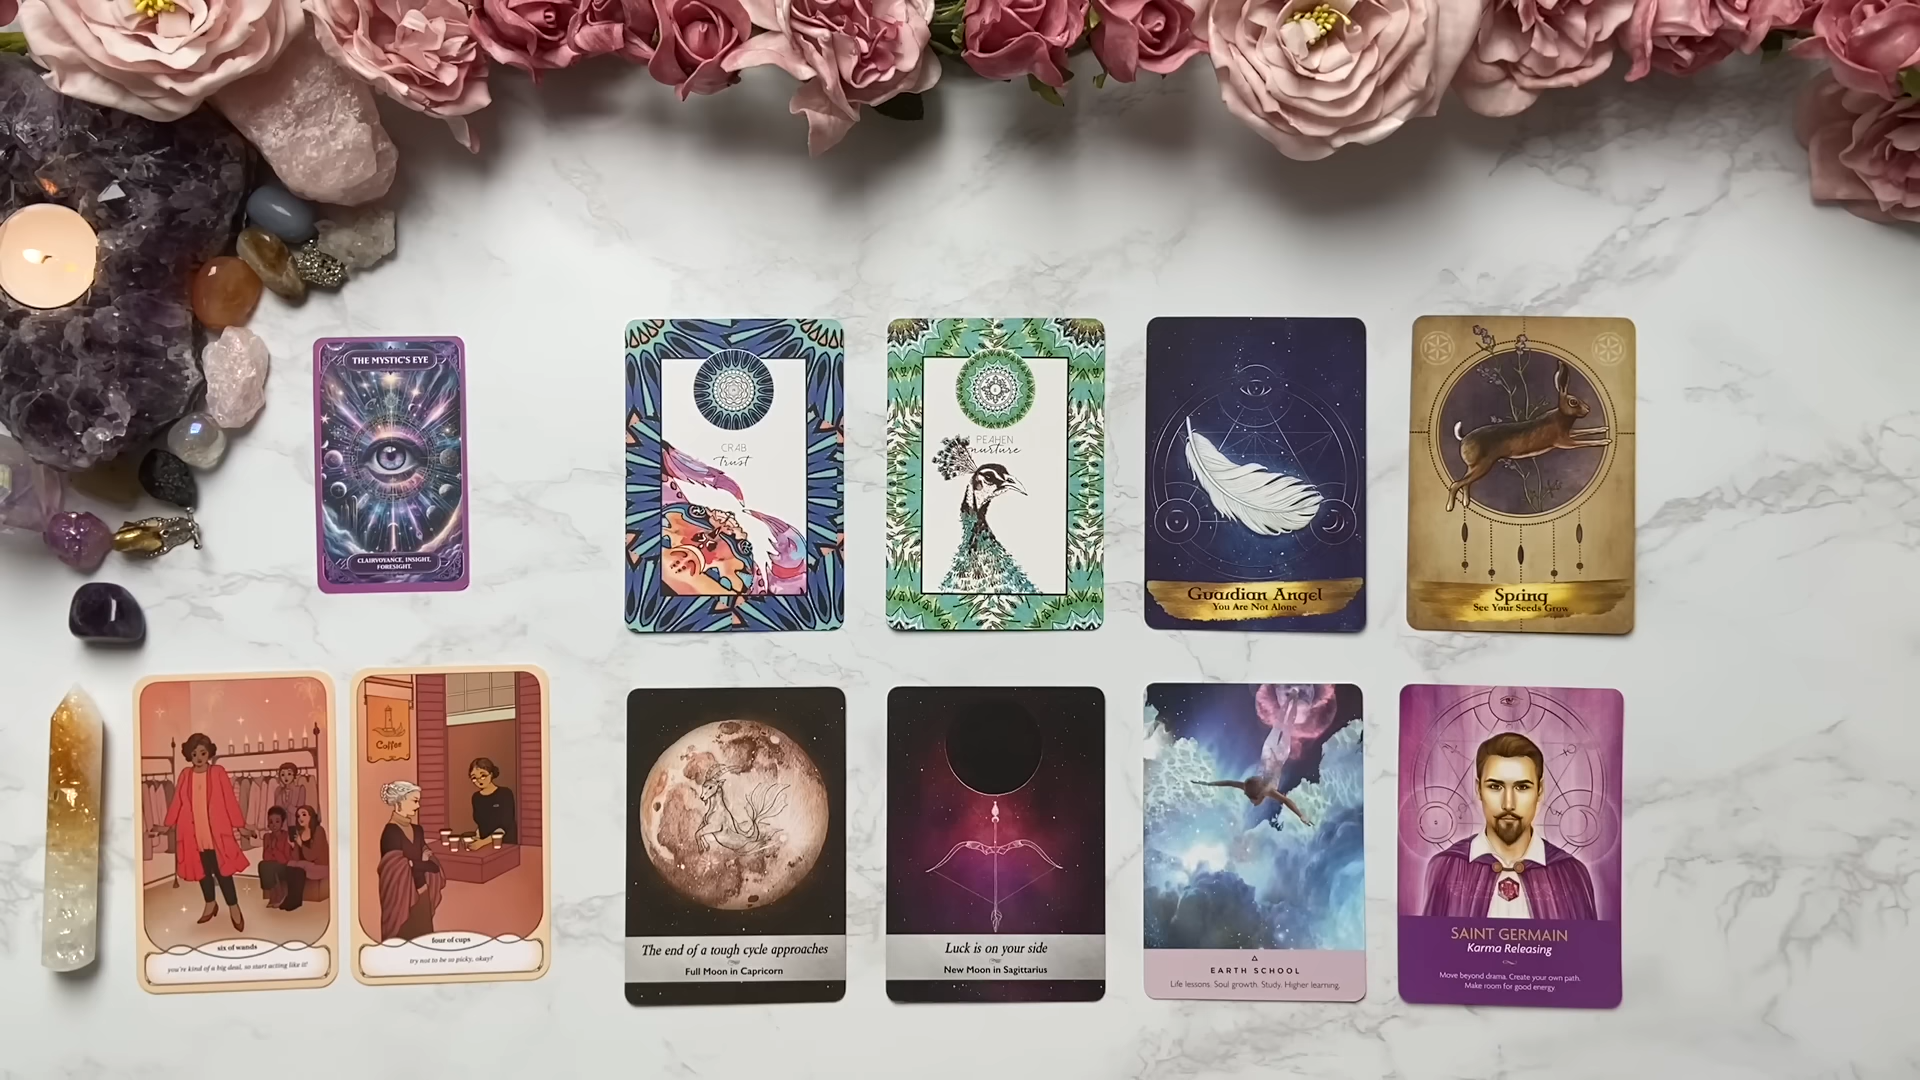 THE MYSTIC'S EYE
CLAIRVOYANCE, INSIGHT,
FORESIGHT.
CRAB
trust
PEAHEN
nurture
Guardian Angel
You Are Not Alone
Spring
See Your Seeds Grow
Coffee
six of wands
you're kind of a big deal, so start acting like it!
four of cups
try not to be so picky, okay?
The end of a tough cycle approaches
Full Moon in Capricorn
Luck is on your side
New Moon in Sagittarius
EARTH SCHOOL
Life lessons. Soul growth. Study. Higher learning.
SAINT GERMAIN
Karma Releasing
Move beyond drama. Create your own path.
Make room for good energy.